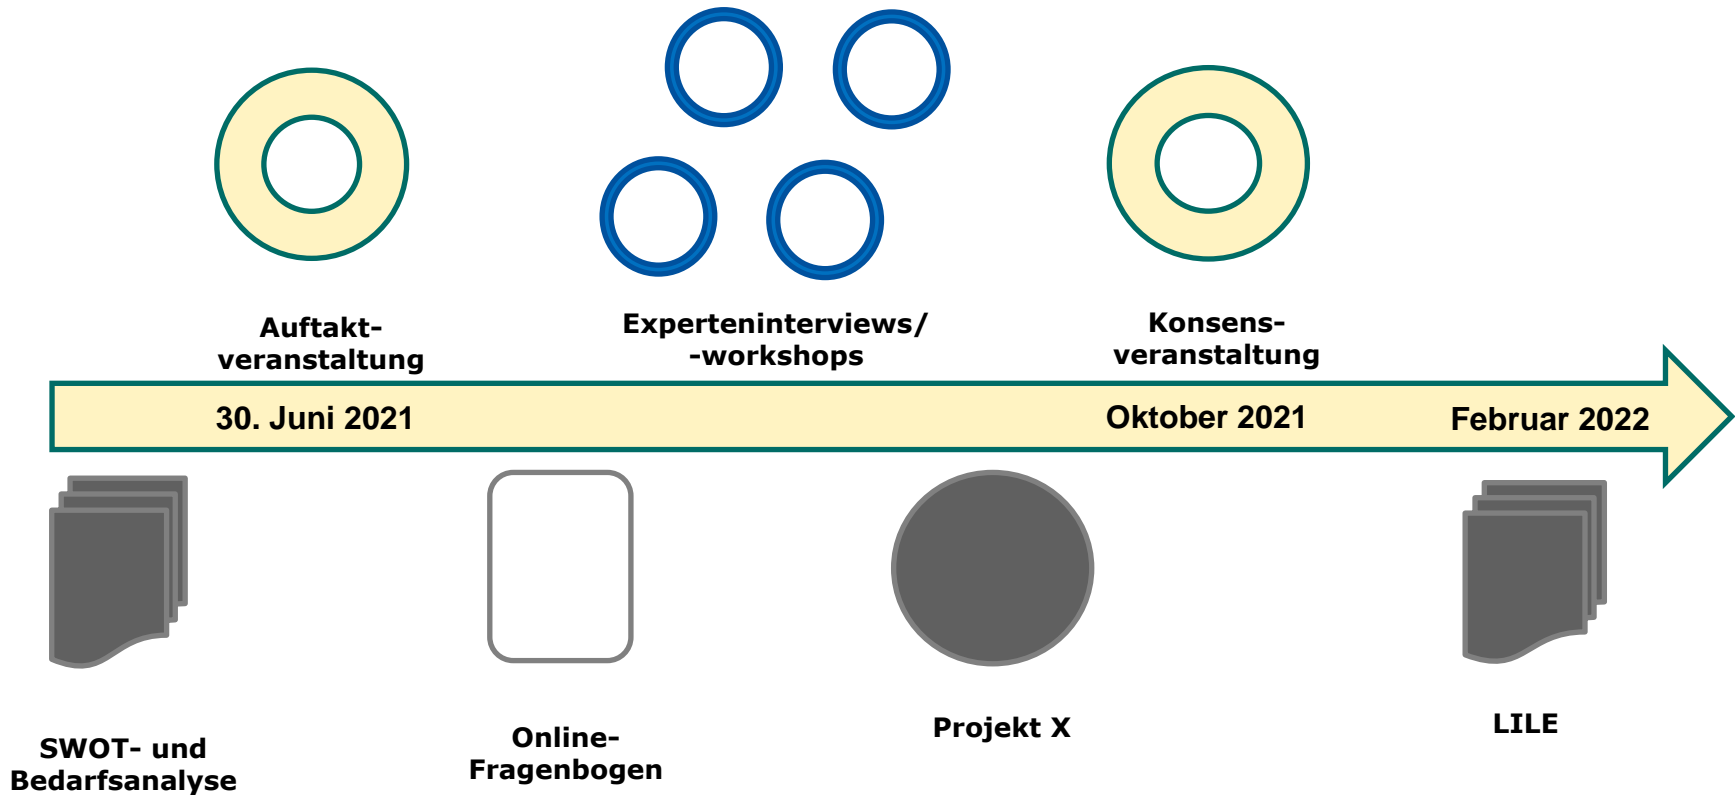 Auftakt-
veranstaltung
Experteninterviews/
-workshops
Konsens-
veranstaltung
30. Juni 2021
Oktober 2021
Februar 2022
SWOT- und
Bedarfsanalyse
Online-
Fragenbogen
Projekt X
LILE